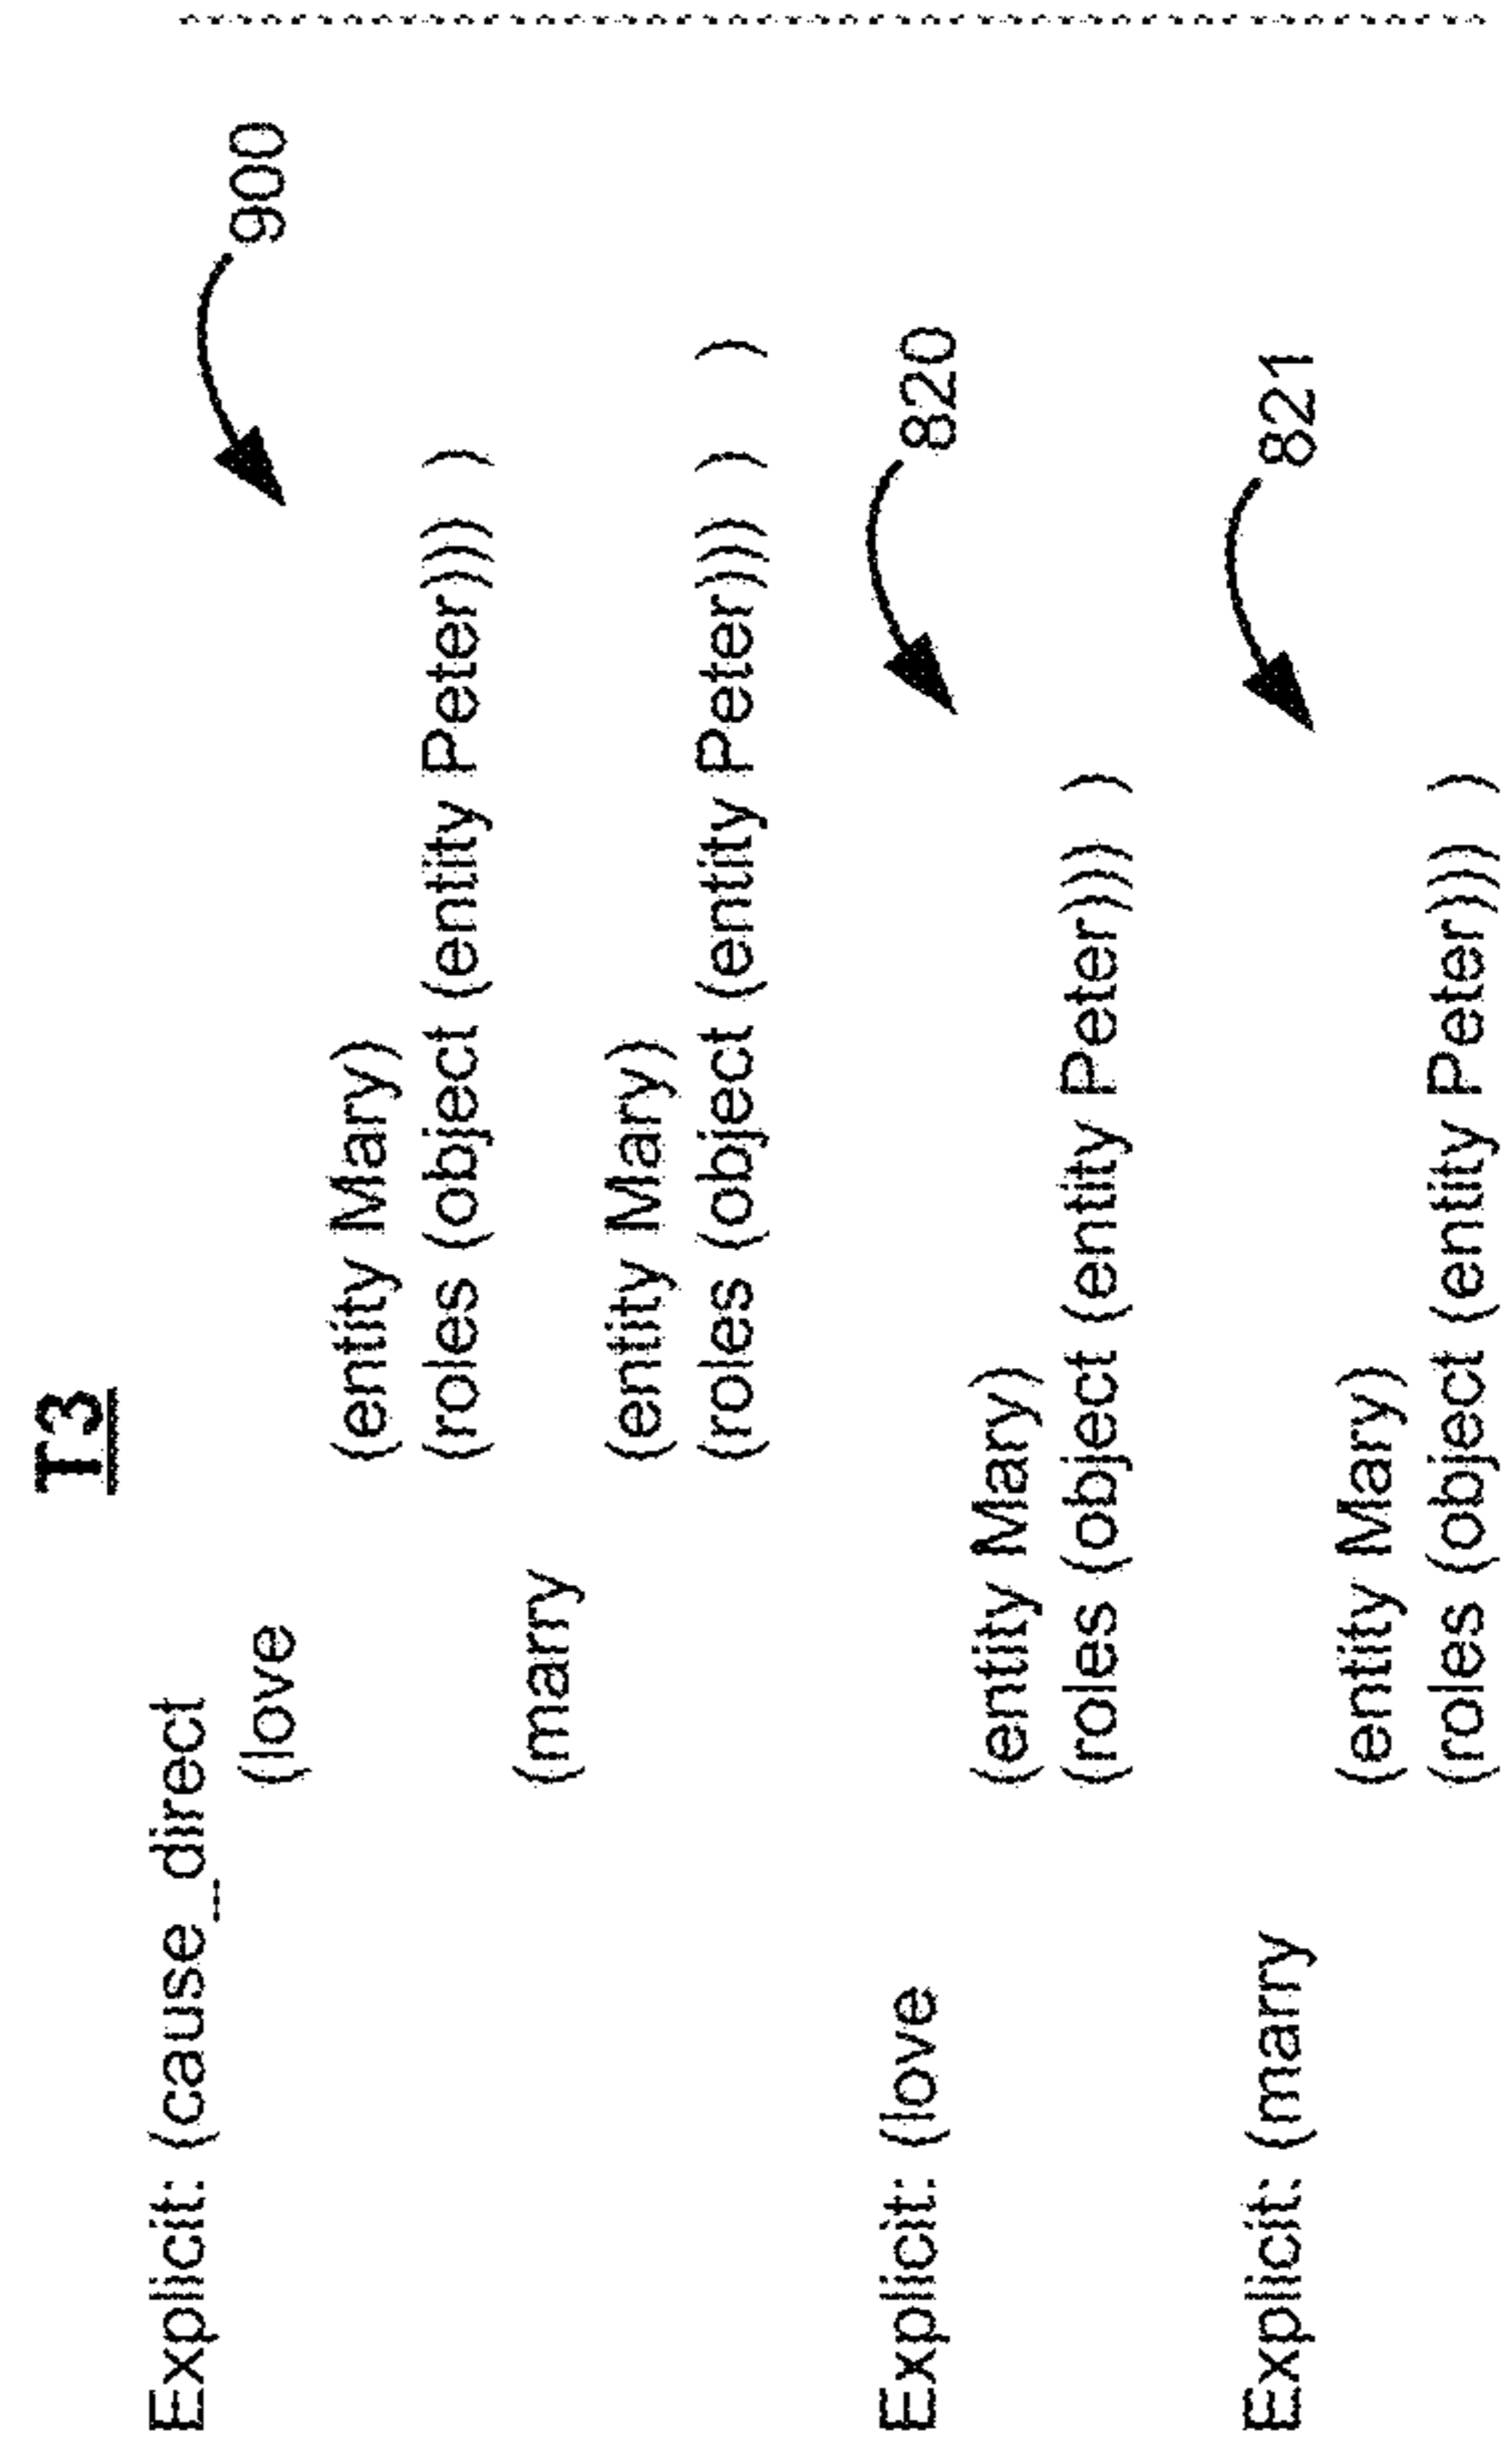 T3
Explicit: (cause_direct
(love 900
(entity Mary)
(roles (object (entity Peter))) )
(marry
(entity Mary)
(roles (object (entity Peter))) ) )
Explicit: (love 820
(entity Mary)
(roles (object (entity Peter))) )
Explicit: (marry 821
(entity Mary)
(roles (object (entity Peter))) )